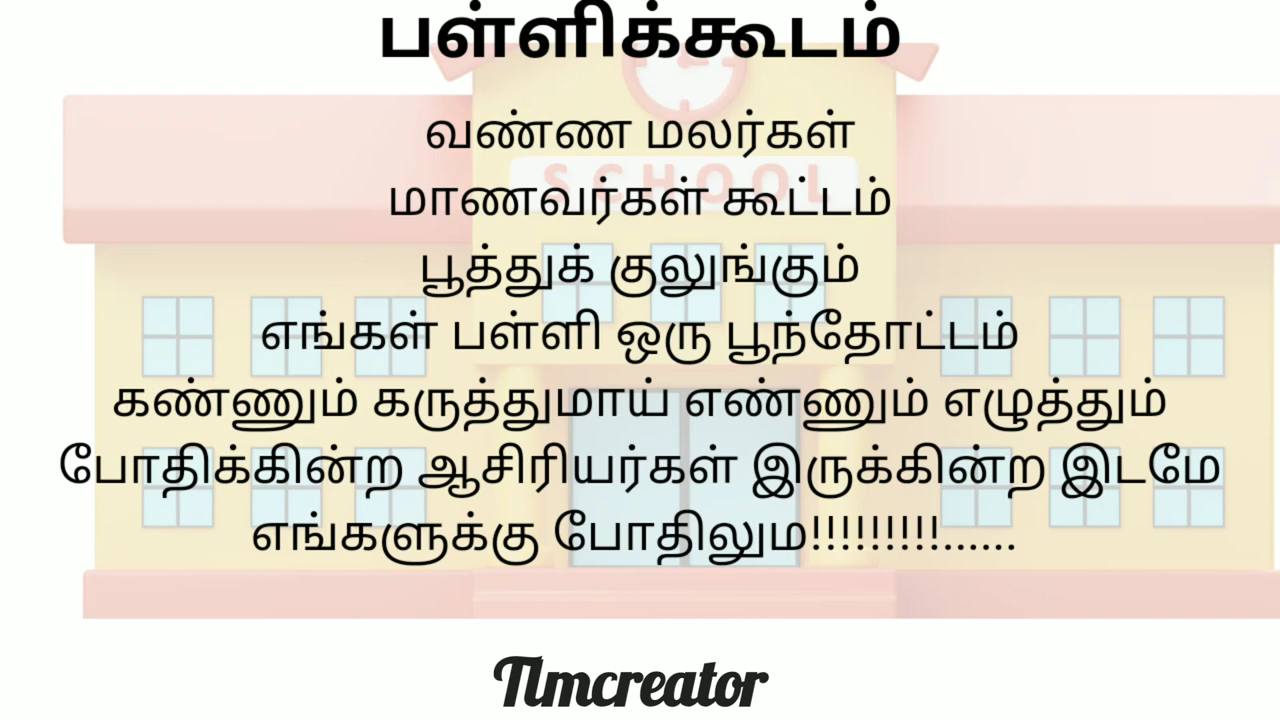 பள்ளிக்கூடம்
SCHOOL
வண்ண மலர்கள்
மாணவர்கள் கூட்டம்
பூத்துக் குலுங்கும்
எங்கள் பள்ளி ஒரு பூந்தோட்டம்
கண்ணும் கருத்துமாய் எண்ணும் எழுத்தும்
போதிக்கின்ற ஆசிரியர்கள் இருக்கின்ற இடமே
எங்களுக்கு போதிலும!!!!!!!!!......
Tlmcreator